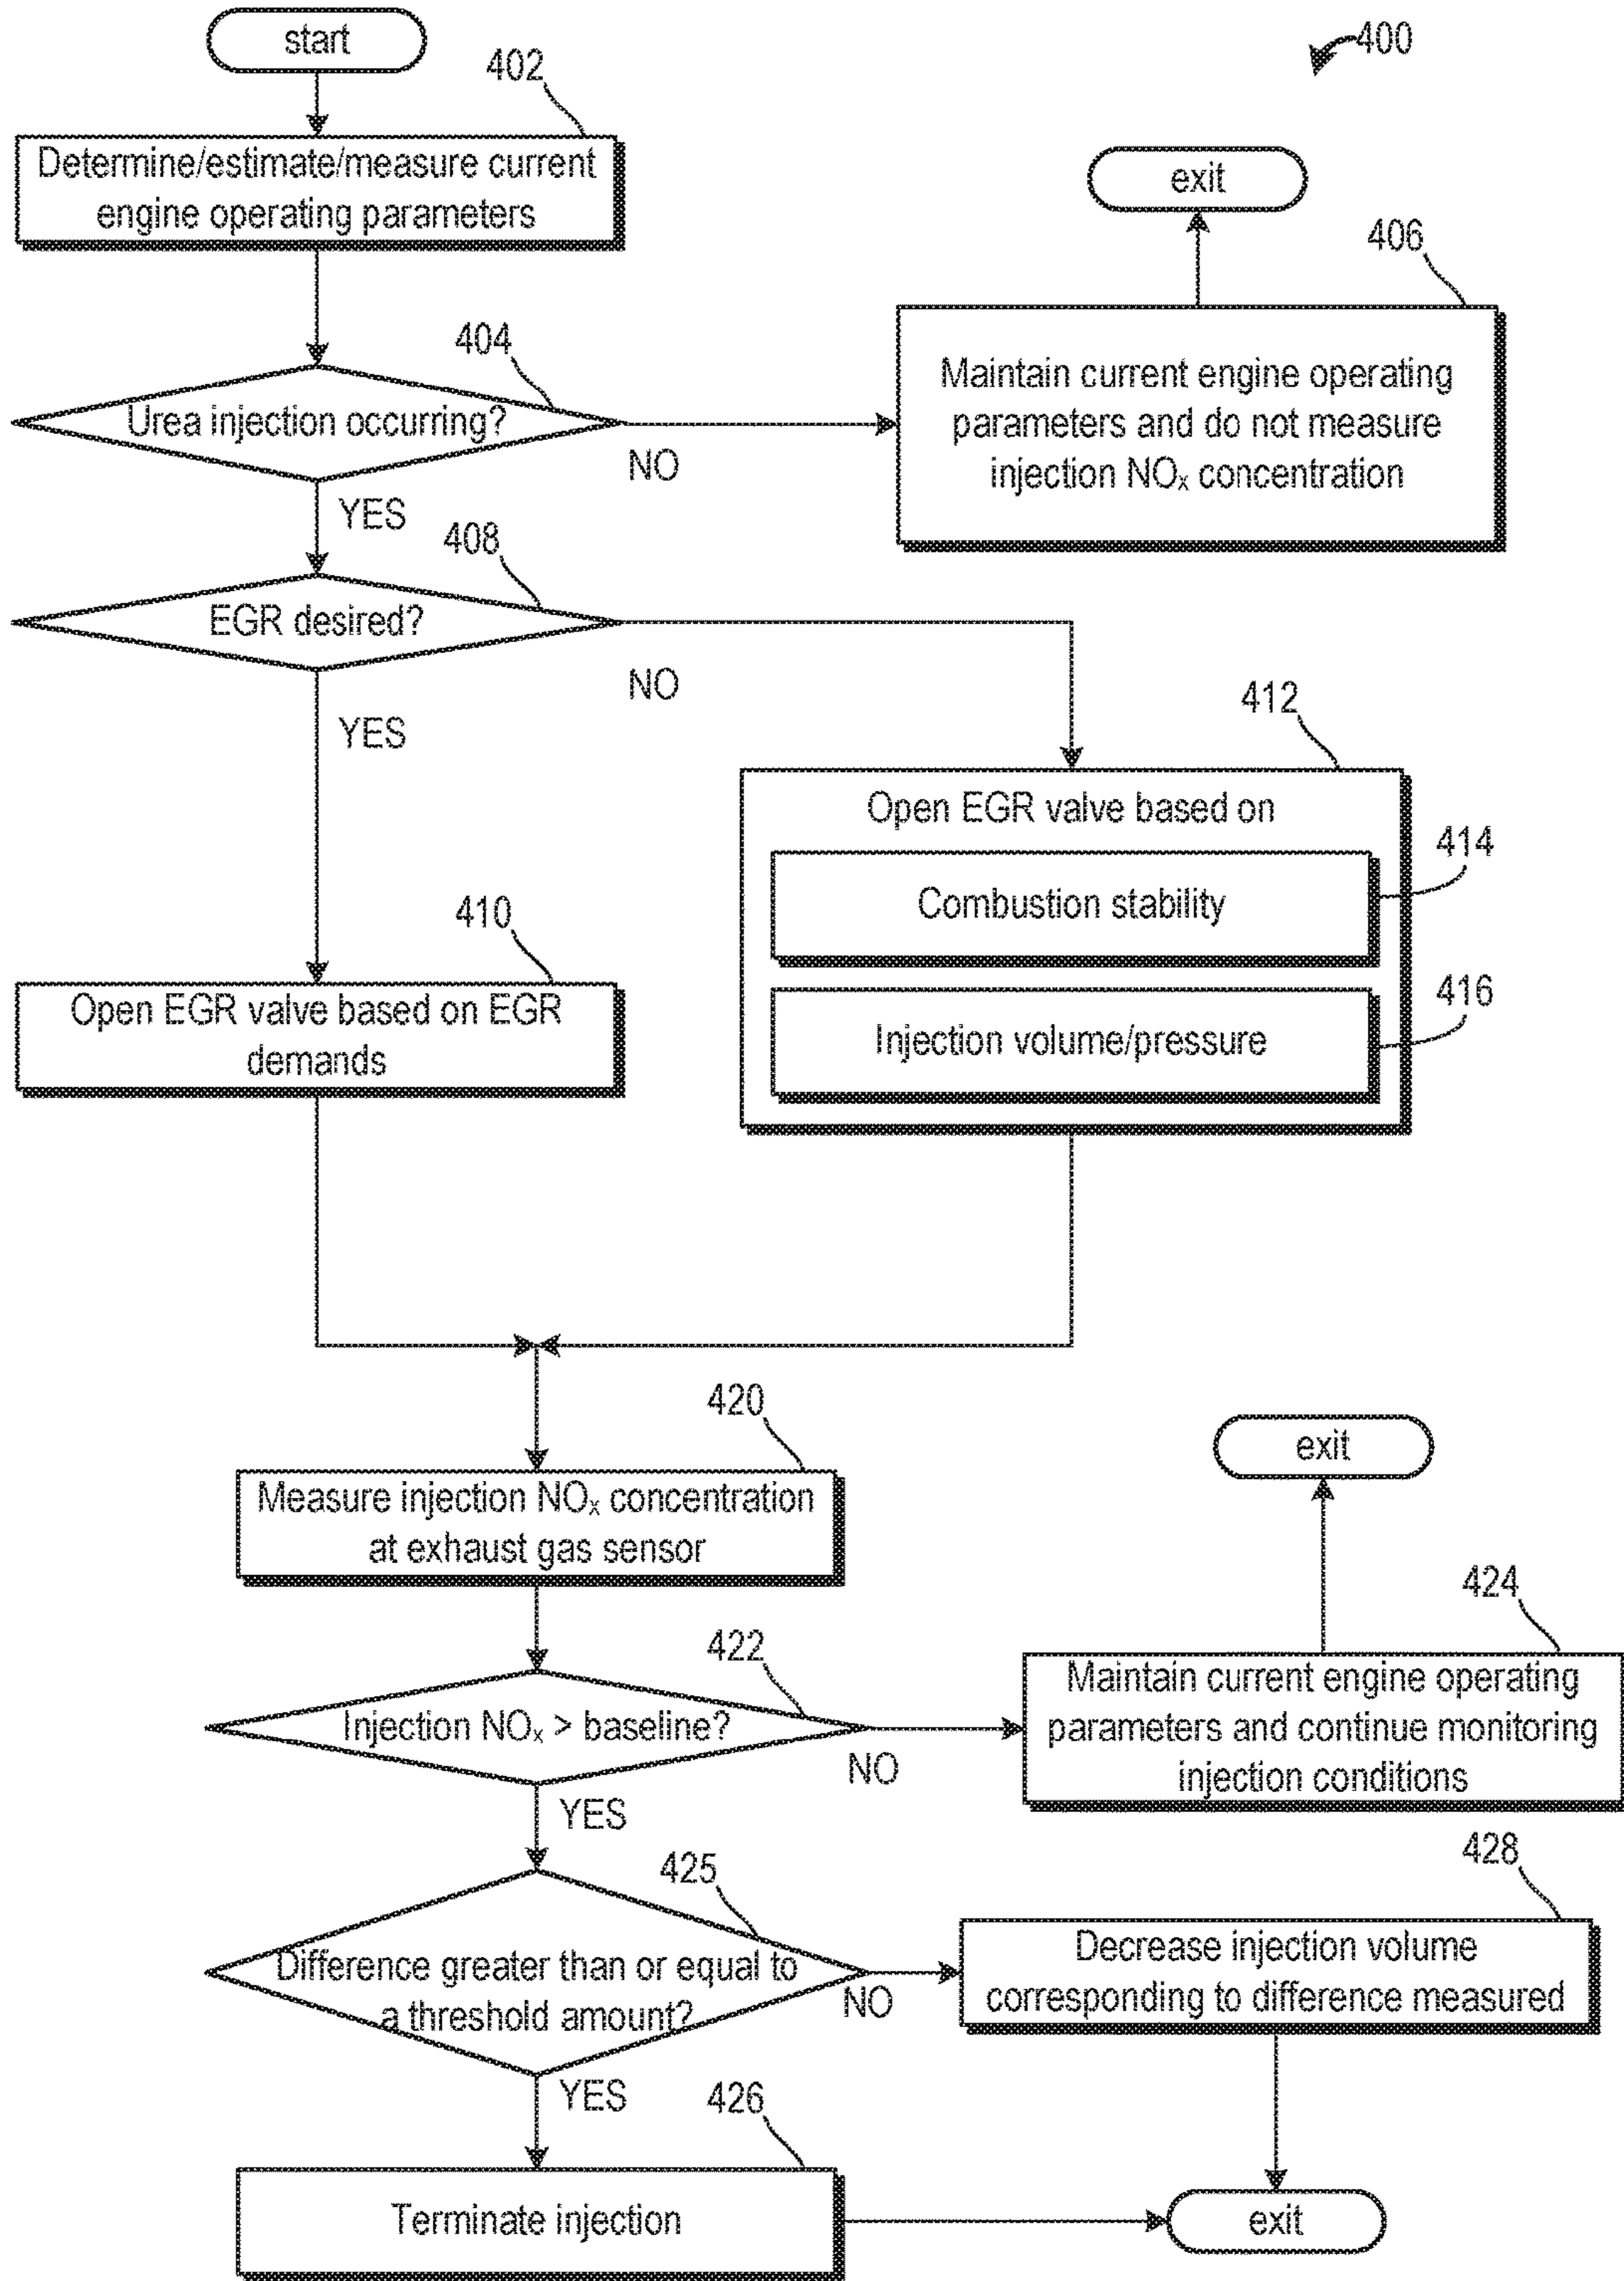 start
400
402
Determine/estimate/measure current
engine operating parameters
exit
406
404
Urea injection occurring?
NO
Maintain current engine operating
parameters and do not measure
injection NOₓ concentration
YES
408
EGR desired?
NO
YES
412
Open EGR valve based on
414
Combustion stability
416
Injection volume/pressure
410
Open EGR valve based on EGR
demands
420
Measure injection NOₓ concentration
at exhaust gas sensor
exit
424
422
Injection NOₓ > baseline?
NO
Maintain current engine operating
parameters and continue monitoring
injection conditions
YES
425
Difference greater than or equal to
a threshold amount?
NO
428
Decrease injection volume
corresponding to difference measured
YES
426
Terminate injection
exit